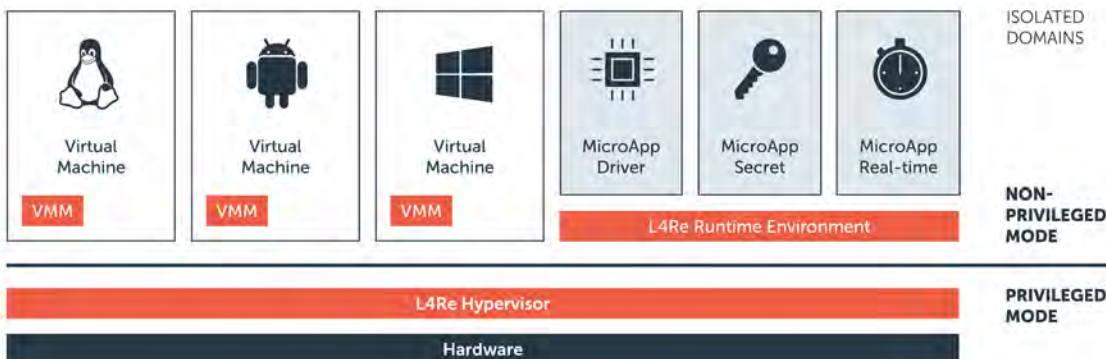 Virtual
Machine
VMM
Virtual
Machine
VMM
Virtual
Machine
VMM
MicroApp
Driver
MicroApp
Secret
MicroApp
Real-time
L4Re Runtime Environment
ISOLATED
DOMAINS
NON-
PRIVILEGED
MODE
L4Re Hypervisor
Hardware
PRIVILEGED
MODE